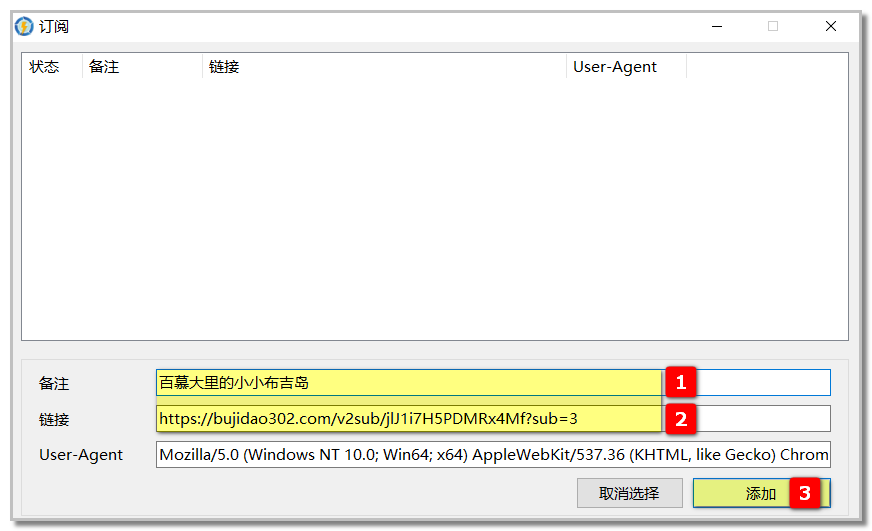 订阅
状态 备注 链接 User-Agent
备注 百慕大里的小小布吉岛 1
链接 https://bujidao302.com/v2sub/jlJ1i7H5PDMRx4Mf?sub=3 2
User-Agent Mozilla/5.0 (Windows NT 10.0; Win64; x64) AppleWebKit/537.36 (KHTML, like Gecko) Chrom
取消选择 添加 3